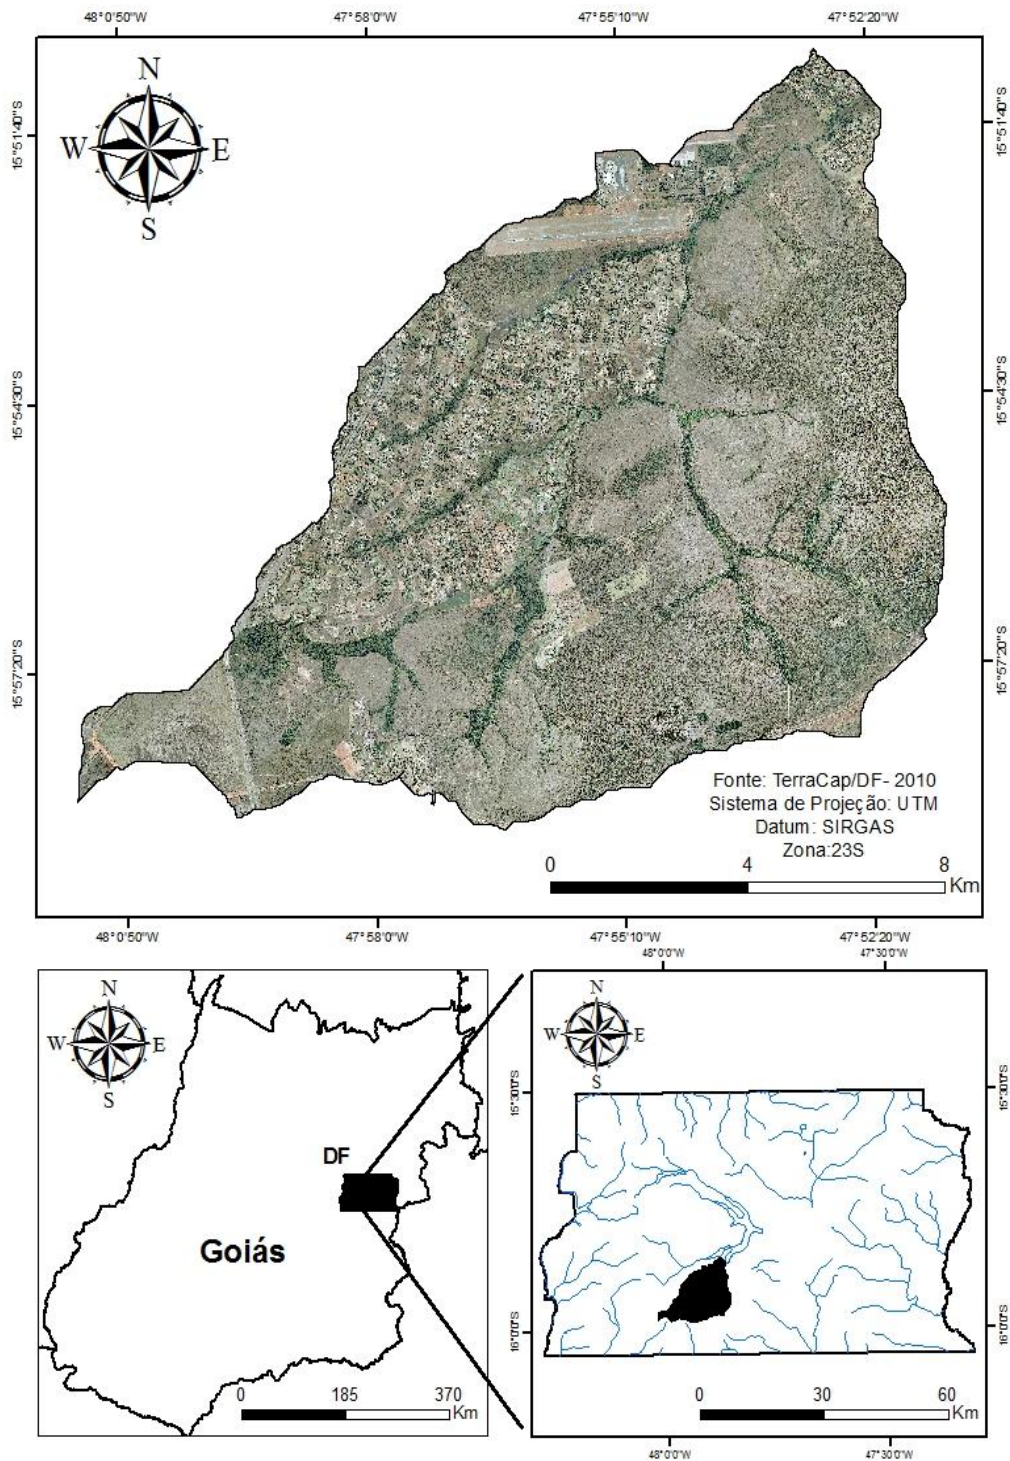 48°0'50"W 47°58'0"W 47°55'10"W 47°52'20"W
N
W E
S
15°51'40"S 15°51'40"S
15°54'30"S 15°54'30"S
15°57'20"S 15°57'20"S
Fonte: TerraCap/DF- 2010
Sistema de Projeção: UTM
Datum: SIRGAS
Zona:23S
0 4 8
Km
48°0'50"W 47°58'0"W 47°55'10"W 47°52'20"W
N
W E
S
DF
Goiás
0 185 370
Km
48°0'0"W 47°30'0"W
N
W E
S
15°30'0"S 15°30'0"S
16°0'0"S 16°0'0"S
0 30 60
Km
48°0'0"W 47°30'0"W